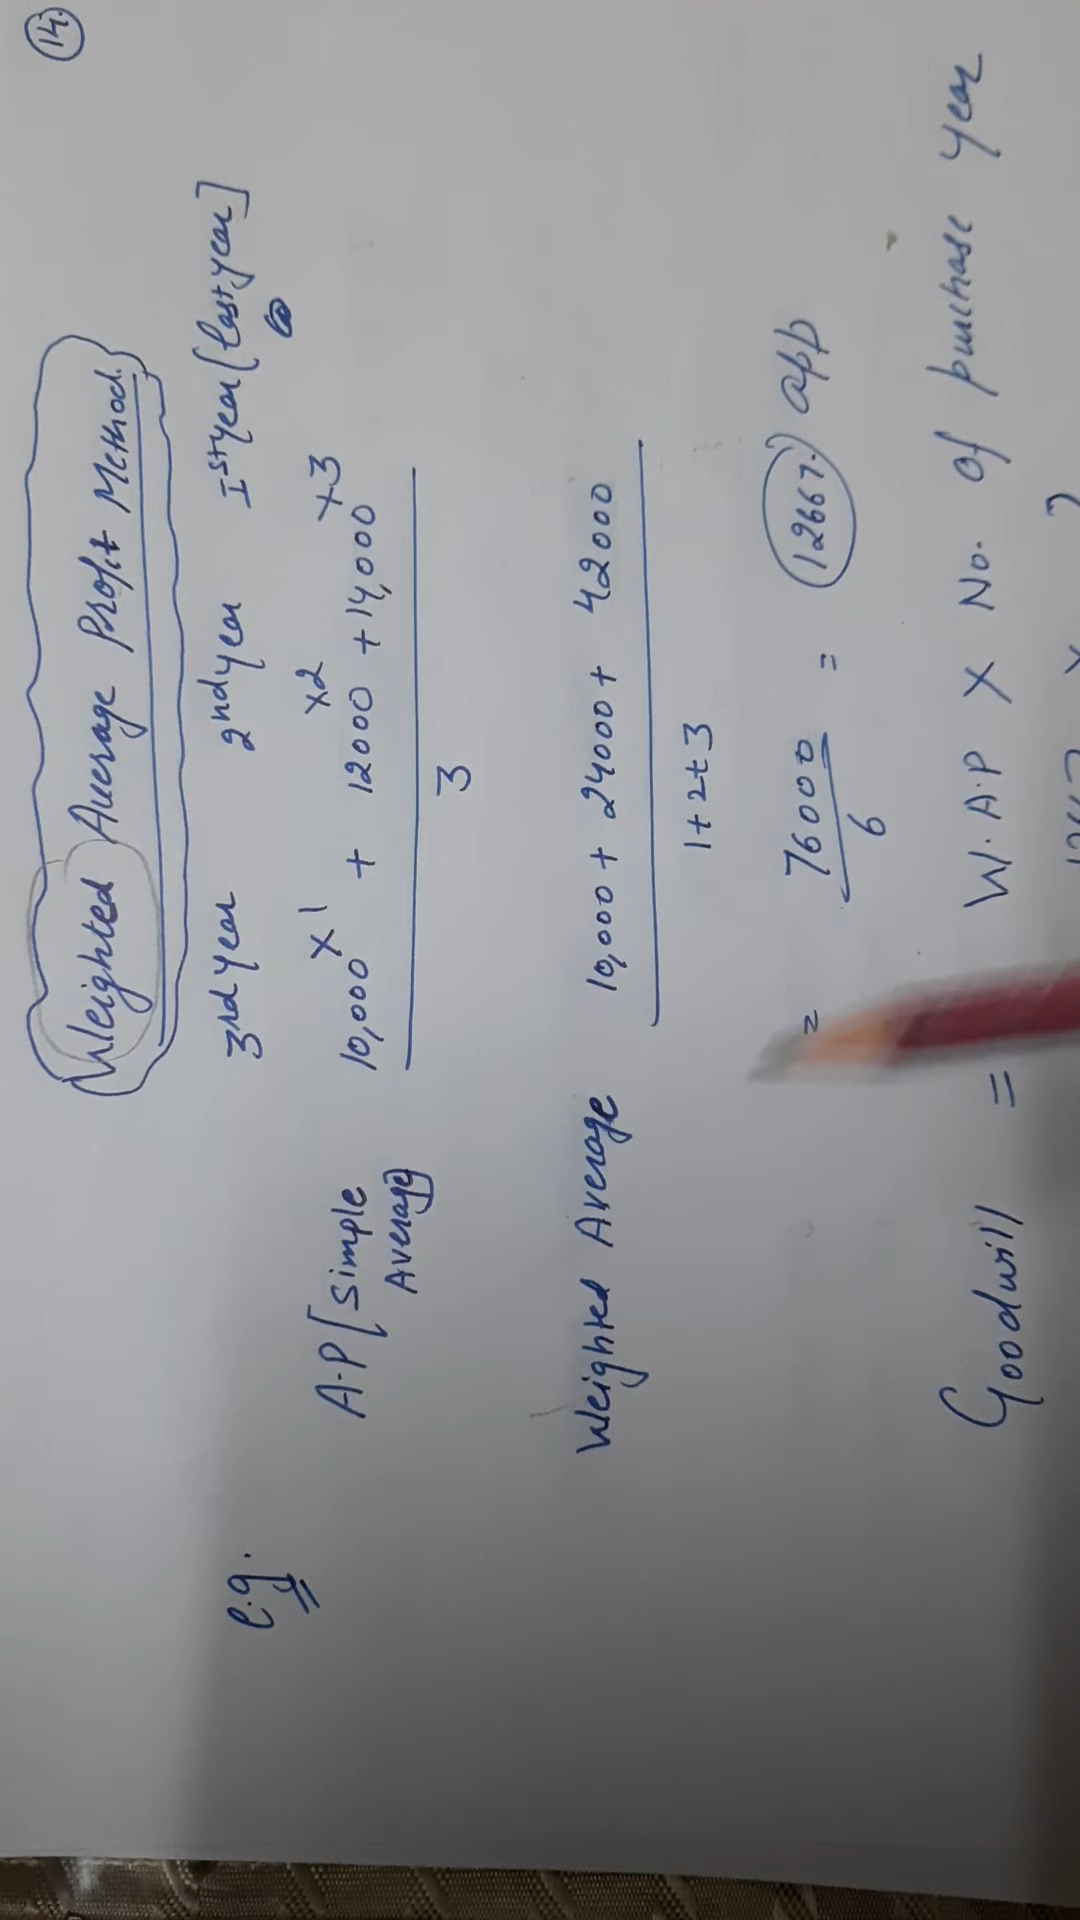 14.
Weighted Average Profit Method.
e.g. 3rd year 2nd year Ist year [last year]
x1 x2 x3
A.P [Simple Average] 10,000 + 12000 + 14,000
3
Weighted Average 10,000 + 24000 + 42000
1+2+3
= 76000 = 12667. app
6
Goodwill = W.A.P X No. of purchase year